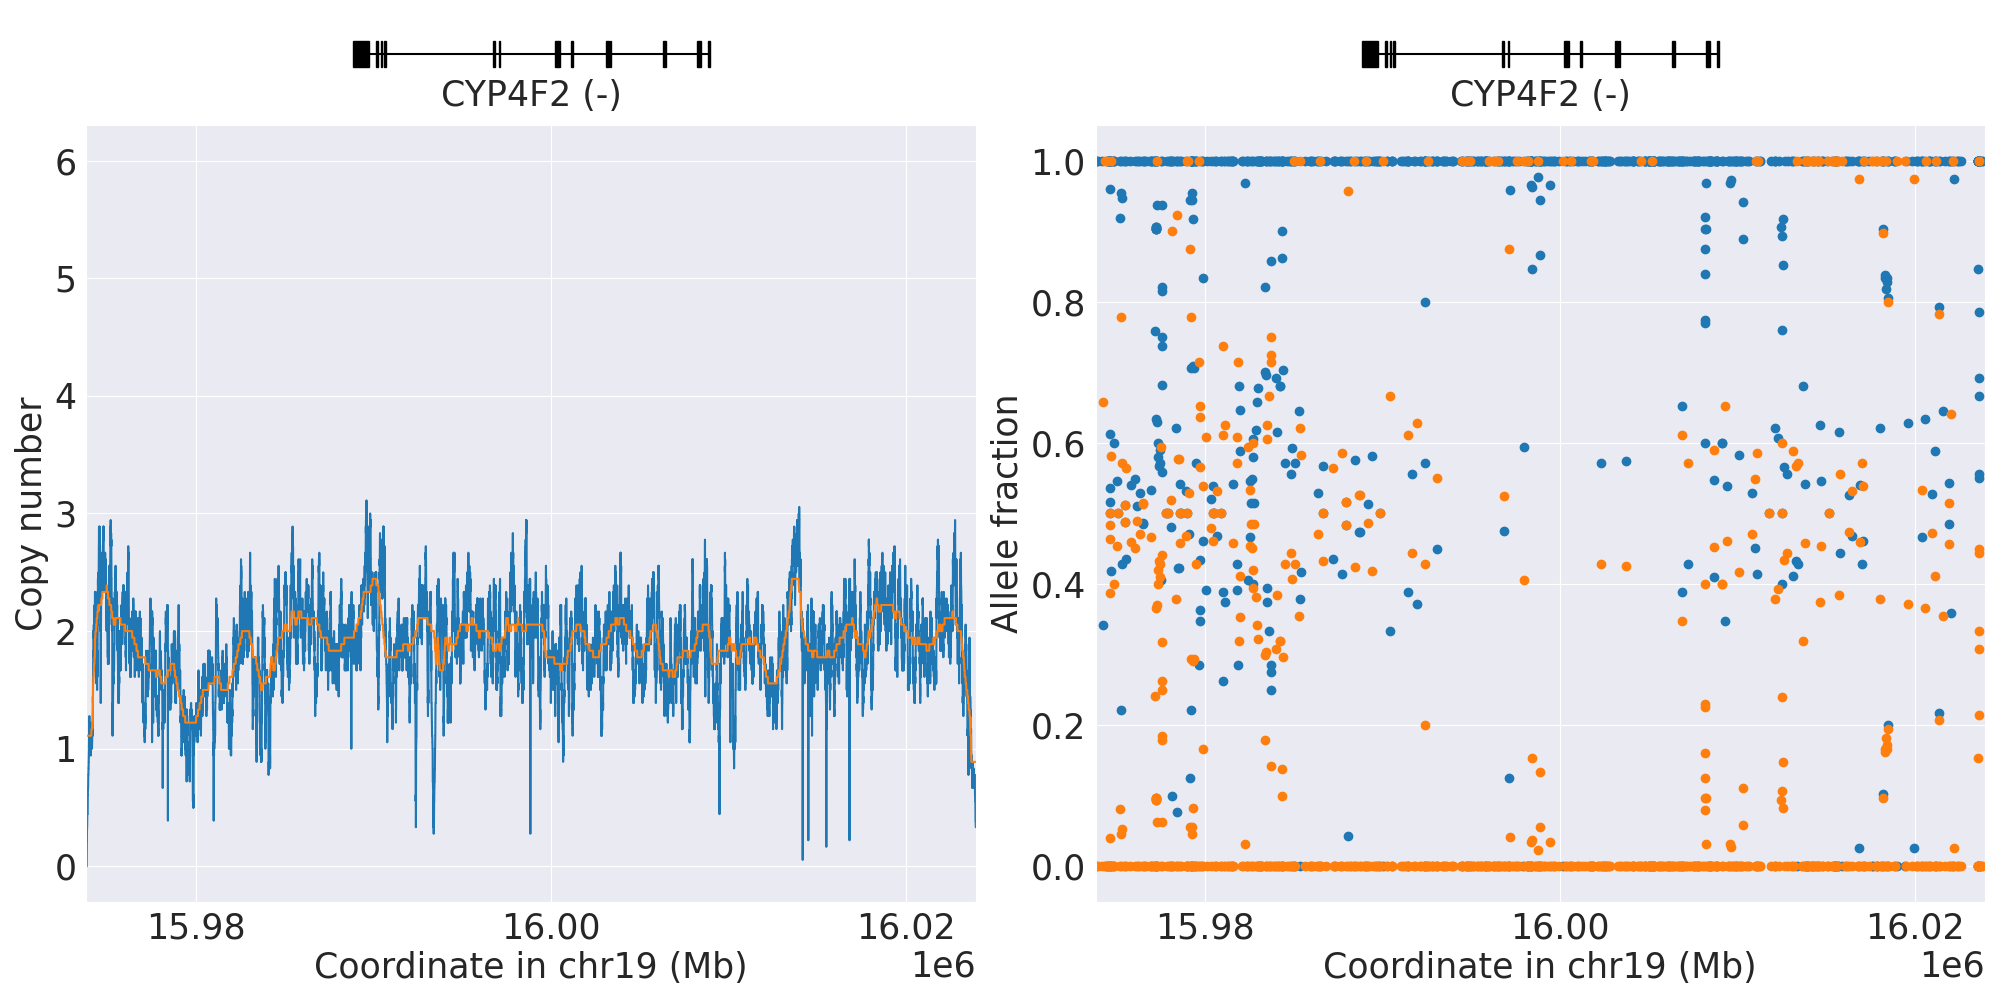 CYP4F2 (-)
6
5
4
3
2
1
0
Copy number
15.98
16.00
16.02
Coordinate in chr19 (Mb)
1e6
CYP4F2 (-)
1.0
0.8
0.6
0.4
0.2
0.0
Allele fraction
15.98
16.00
16.02
Coordinate in chr19 (Mb)
1e6